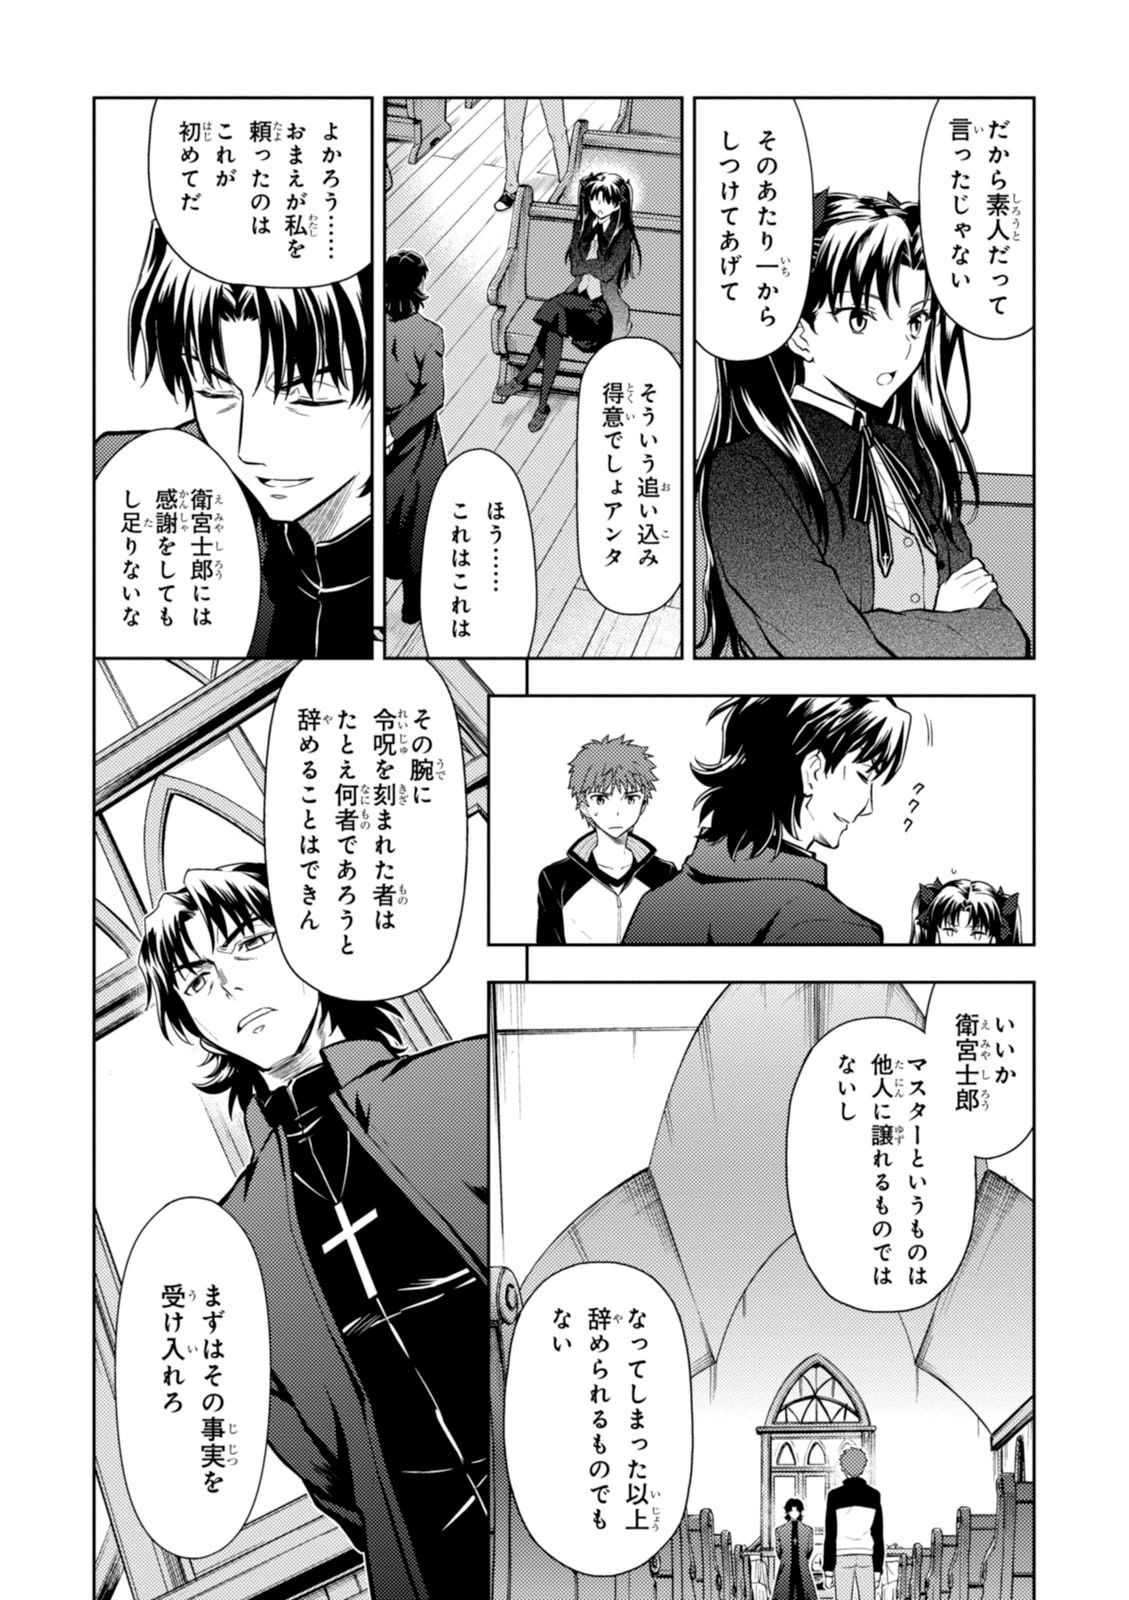 だから素人だって
言ったじゃない
そのあたり一から
しつけてあげて
そういう追い込み
得意でしょアンタ
ほう……
これはこれは
よかろう……
おまえが私を
頼ったのは
これが
初めてだ
衛宮士郎には
感謝をしても
し足りないな
クックックッ
いいか
衛宮士郎
マスターというものは
他人に譲れるものでは
ないし
なってしまった以上
辞められるものでも
ない
その腕に
令呪を刻まれた者は
たとえ何者であろうと
辞めることはできん
まずはその事実を
受け入れろ